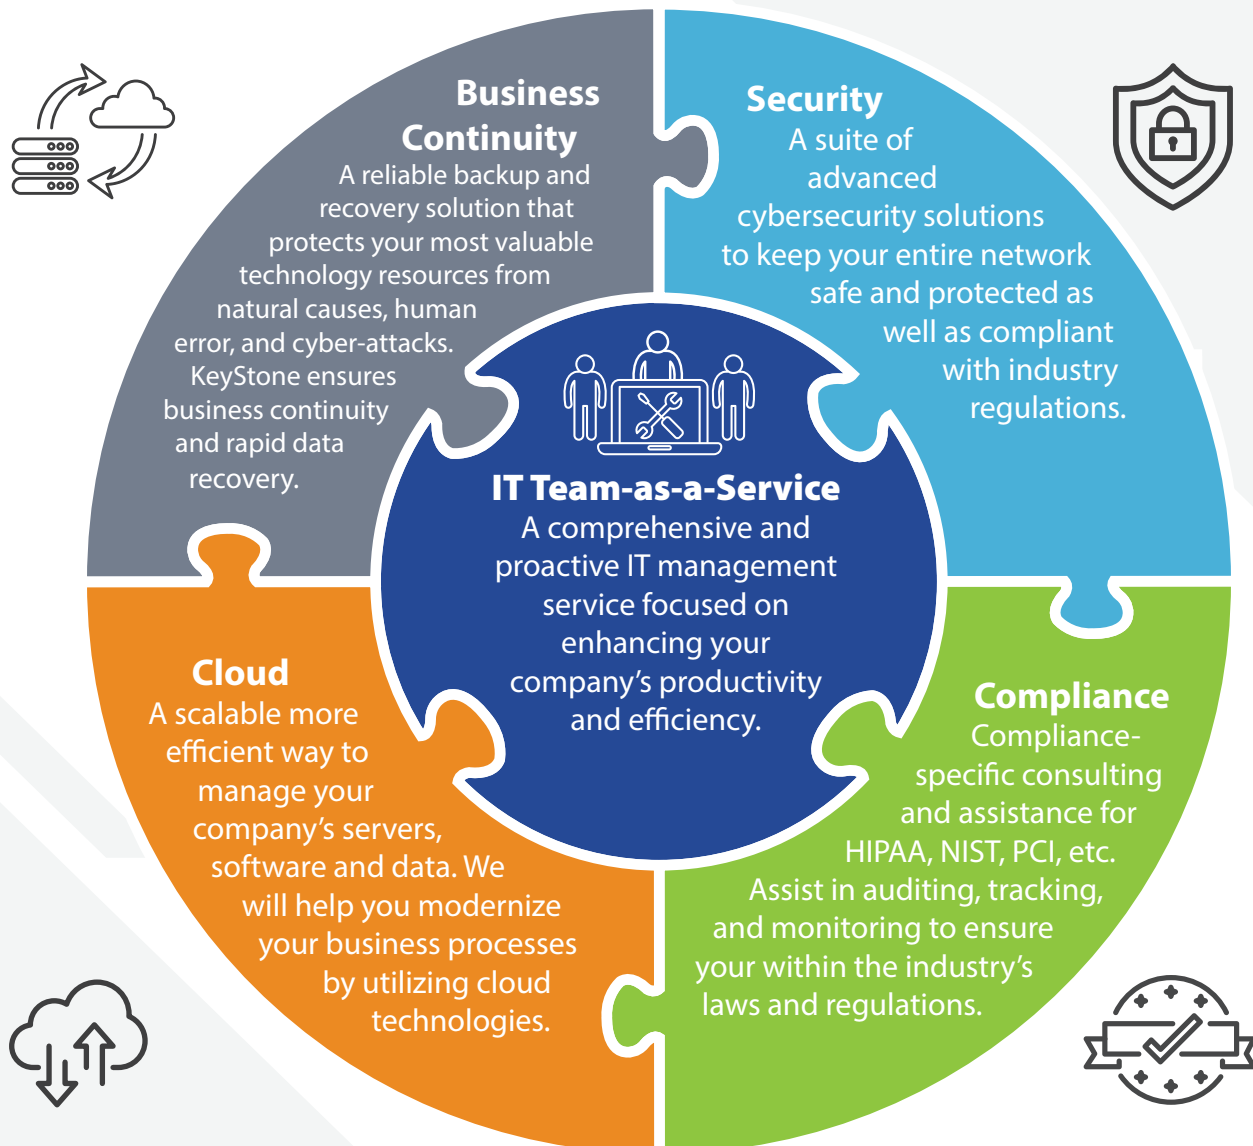 Business
Continuity
A reliable backup and
recovery solution that
protects your most valuable
technology resources from
natural causes, human
error, and cyber-attacks.
KeyStone ensures
business continuity
and rapid data
recovery.
Security
A suite of
advanced
cybersecurity solutions
to keep your entire network
safe and protected as
well as compliant
with industry
regulations.
IT Team-as-a-Service
A comprehensive and
proactive IT management
service focused on
enhancing your
company’s productivity
and efficiency.
Cloud
A scalable more
efficient way to
manage your
company’s servers,
software and data. We
will help you modernize
your business processes
by utilizing cloud
technologies.
Compliance
Compliance-
specific consulting
and assistance for
HIPAA, NIST, PCI, etc.
Assist in auditing, tracking,
and monitoring to ensure
your within the industry’s
laws and regulations.